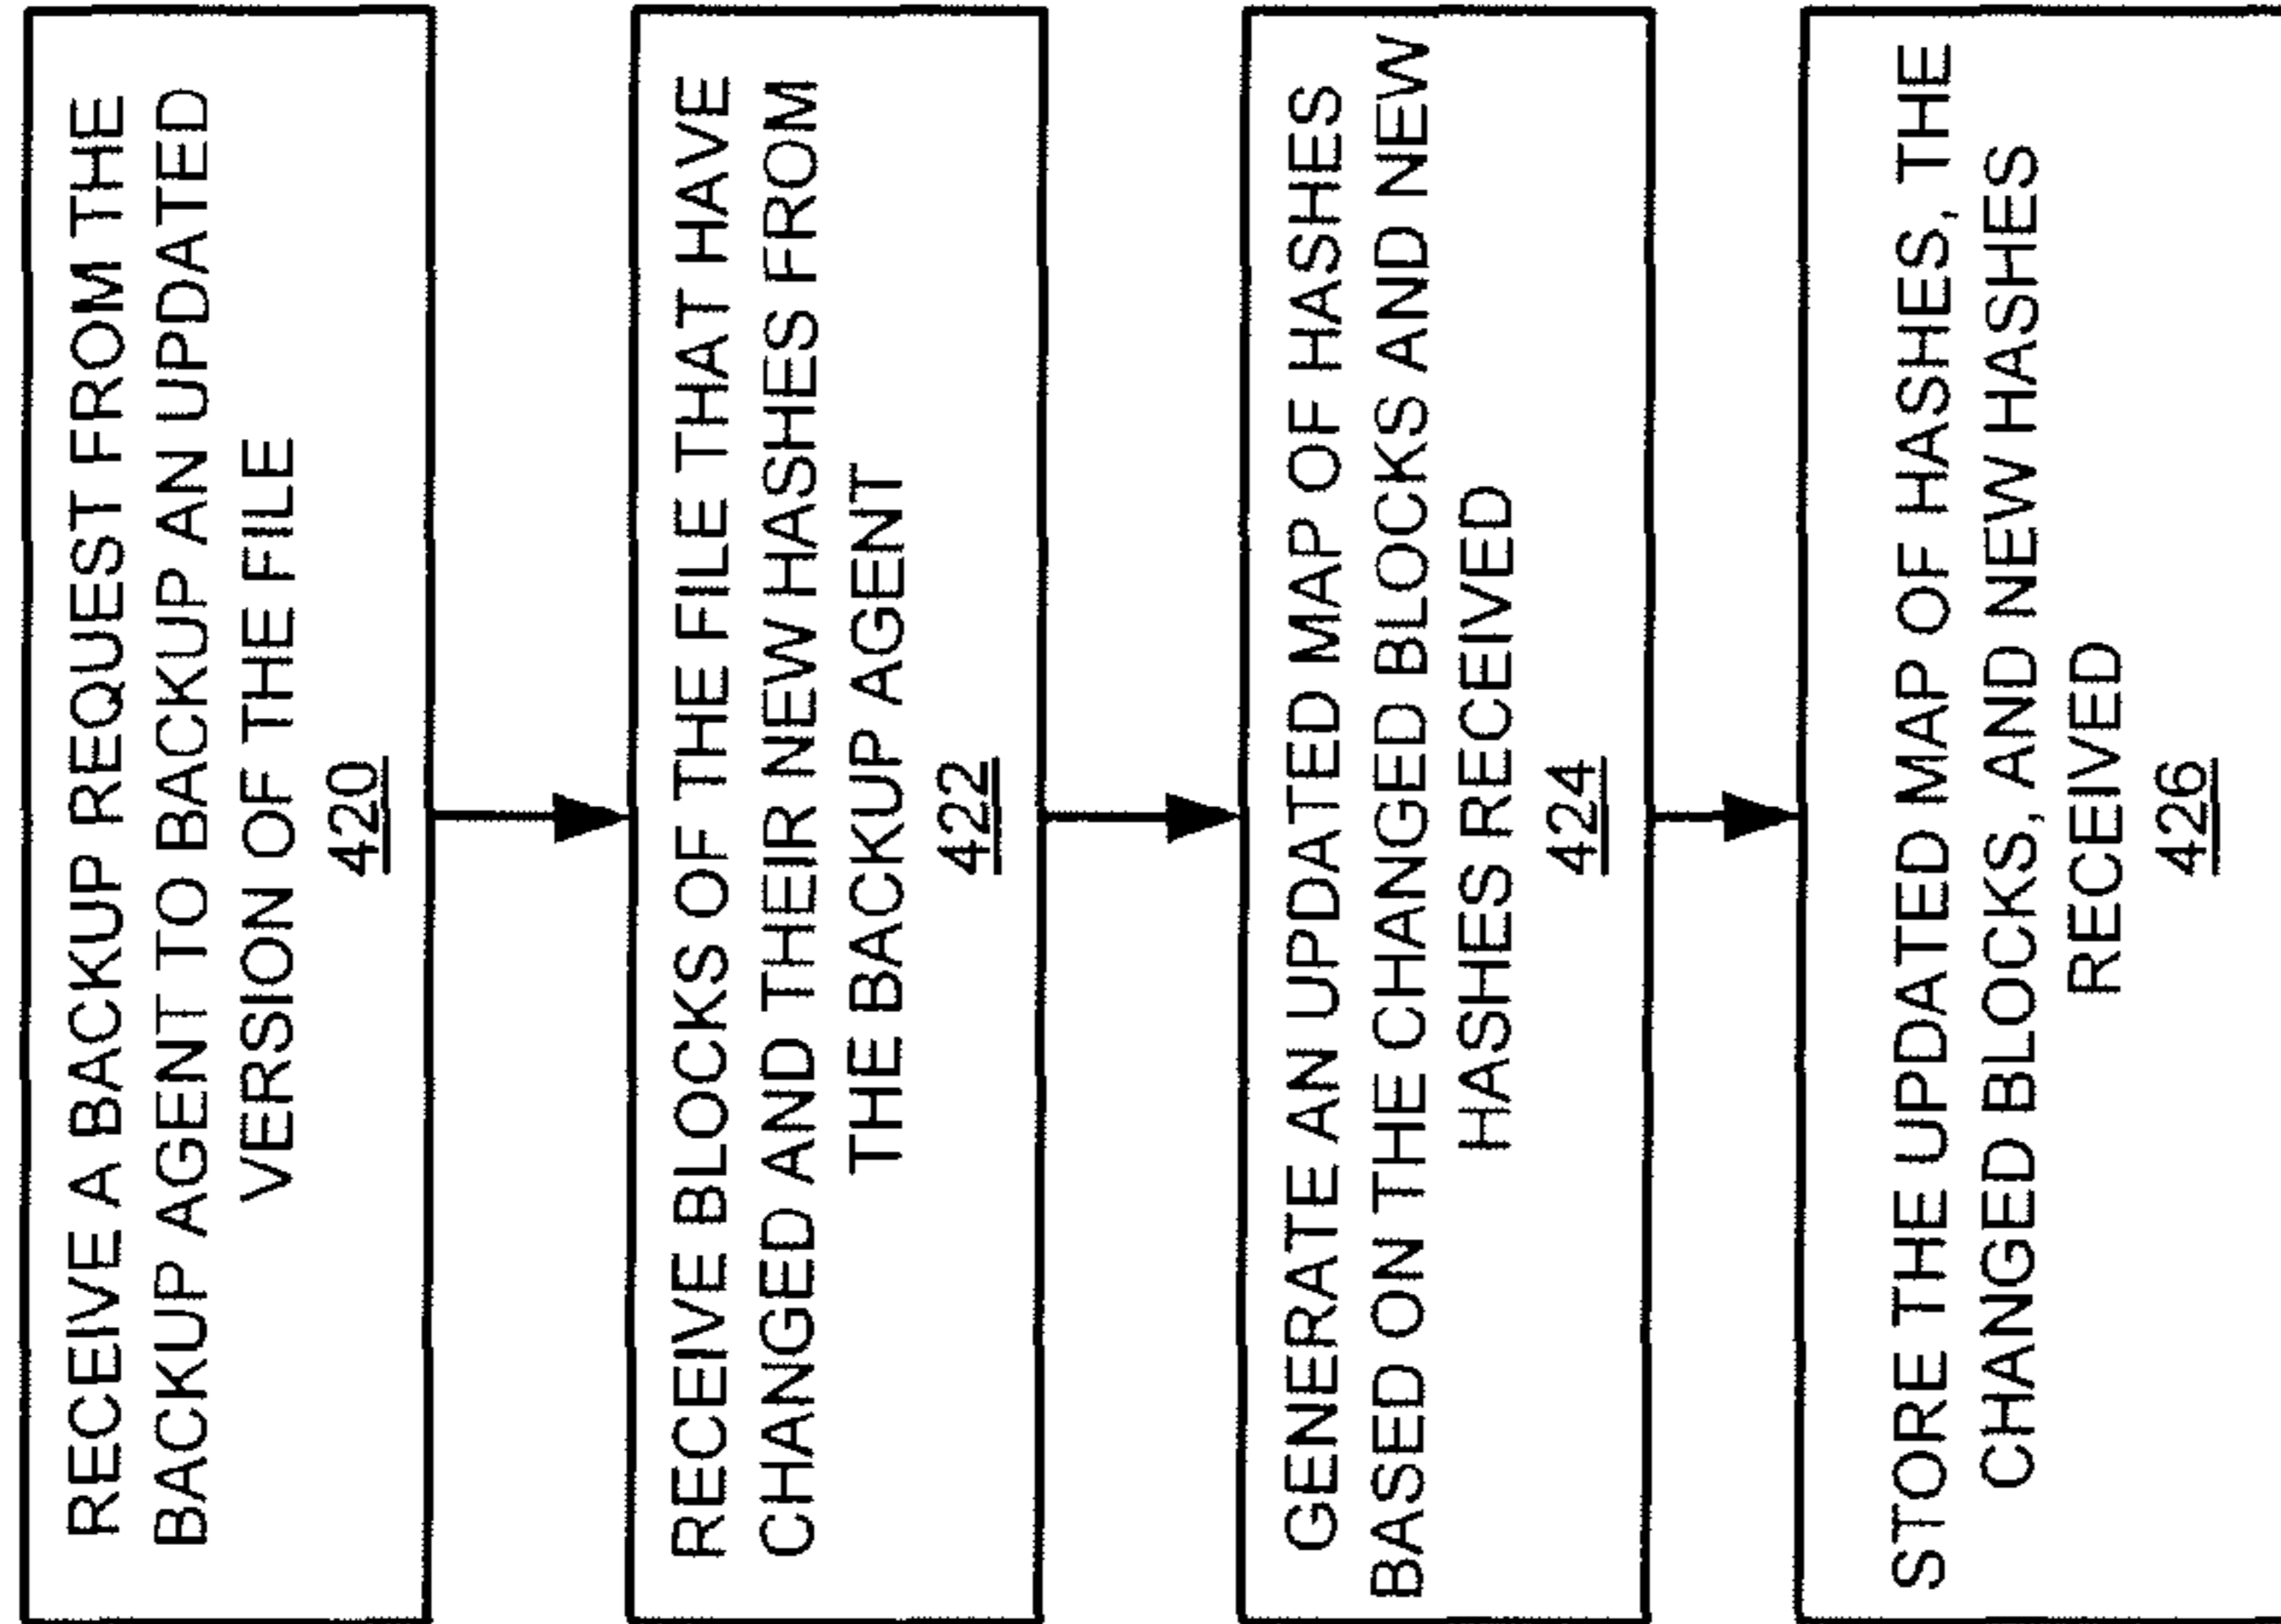 RECEIVE A BACKUP REQUEST FROM THE
BACKUP AGENT TO BACKUP AN UPDATED
VERSION OF THE FILE
420
RECEIVE BLOCKS OF THE FILE THAT HAVE
CHANGED AND THEIR NEW HASHES FROM
THE BACKUP AGENT
422
GENERATE AN UPDATED MAP OF HASHES
BASED ON THE CHANGED BLOCKS AND NEW
HASHES RECEIVED
424
STORE THE UPDATED MAP OF HASHES, THE
CHANGED BLOCKS, AND NEW HASHES
RECEIVED
426